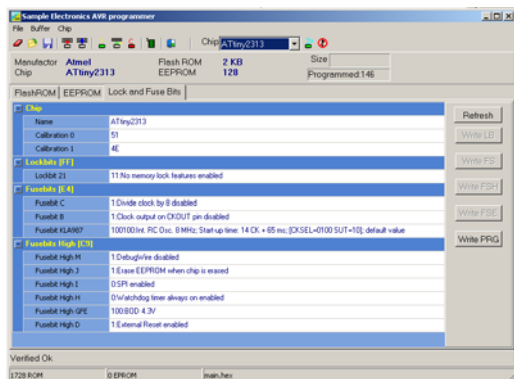 Sample Electronics AVR programmer
File Buffer Chip
Chip ATtiny2313
Manufactor Atmel Flash ROM 2 KB Size
Chip ATtiny2313 EEPROM 128 Programmed:146
FlashROM EEPROM Lock and Fuse Bits
Chip
Name ATtiny2313
Calibration 0 51
Calibration 1 4E
Lockbits [FF]
Lockbit 21 11:No memory lock features enabled
Fusebits [E4]
Fusebit C 1:Divide clock by 8 disabled
Fusebit B 1:Clock output on CKOUT pin disabled
Fusebit KLA987 100100:Int. RC Osc. 8 MHz; Start-up time: 14 CK + 65 ms; [CKSEL=0100 SUT=10]; default value
Fusebits High [C9]
Fusebit High M 1:DebugWire disabled
Fusebit High J 1:Erase EEPROM when chip is erased
Fusebit High I 0:SPI enabled
Fusebit High H 0:Watchdog timer always on enabled
Fusebit High GFE 100:BOD 4.3V
Fusebit High D 1:External Reset enabled
Refresh
Write LB
Write FS
Write FSH
Write FSE
Write PRG
Verified Ok
1728 ROM 0 EPROM main.hex